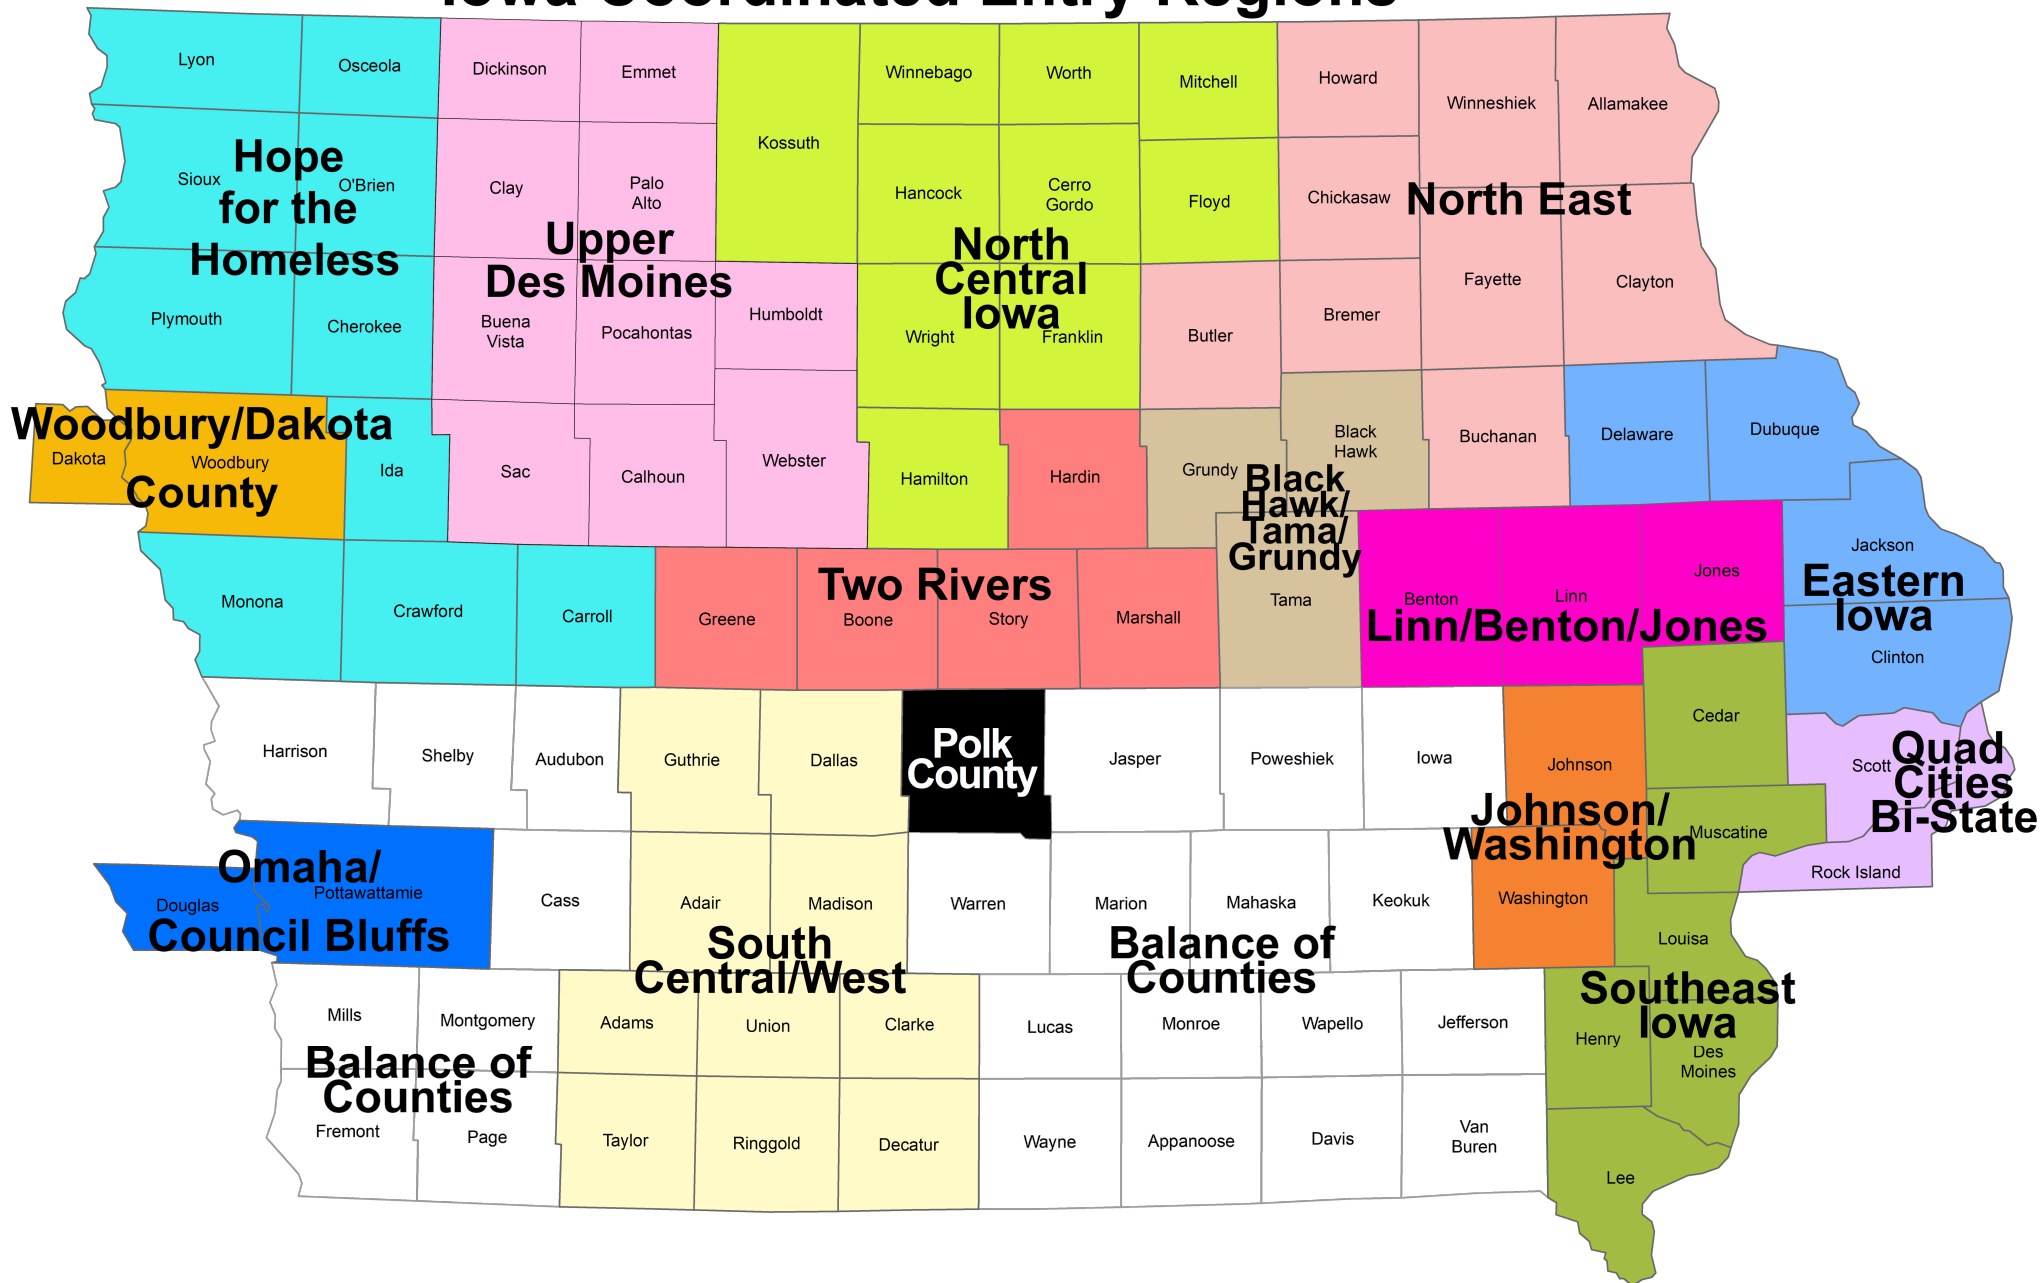 Iowa Coordinated Entry Regions
Lyon
Osceola
Dickinson
Emmet
Kossuth
Winnebago
Worth
Mitchell
Howard
Winneshiek
Allamakee
Sioux
O'Brien
Hope
for the
Homeless
Clay
Palo
Alto
Upper
Des Moines
Hancock
Cerro
Gordo
North
Central
Iowa
Floyd
Chickasaw
North East
Plymouth
Cherokee
Buena
Vista
Pocahontas
Humboldt
Wright
Franklin
Butler
Bremer
Fayette
Clayton
Woodbury/Dakota
County
Dakota
Woodbury
Ida
Sac
Calhoun
Webster
Hamilton
Hardin
Grundy
Black
Hawk
Black
Hawk/
Tama/
Grundy
Buchanan
Delaware
Dubuque
Monona
Crawford
Carroll
Greene
Boone
Two Rivers
Story
Marshall
Tama
Benton
Linn
Jones
Linn/Benton/Jones
Jackson
Eastern
Iowa
Clinton
Harrison
Shelby
Audubon
Guthrie
Dallas
Polk
County
Jasper
Poweshiek
Iowa
Johnson
Johnson/
Washington
Cedar
Scott
Quad
Cities
Bi-State
Muscatine
Rock Island
Omaha/
Council Bluffs
Douglas
Pottawattamie
Cass
Adair
Madison
South
Central/West
Warren
Marion
Mahaska
Keokuk
Balance of
Counties
Washington
Louisa
Southeast
Iowa
Mills
Montgomery
Balance of
Counties
Adams
Union
Clarke
Lucas
Monroe
Wapello
Jefferson
Henry
Des
Moines
Fremont
Page
Taylor
Ringgold
Decatur
Wayne
Appanoose
Davis
Van
Buren
Lee